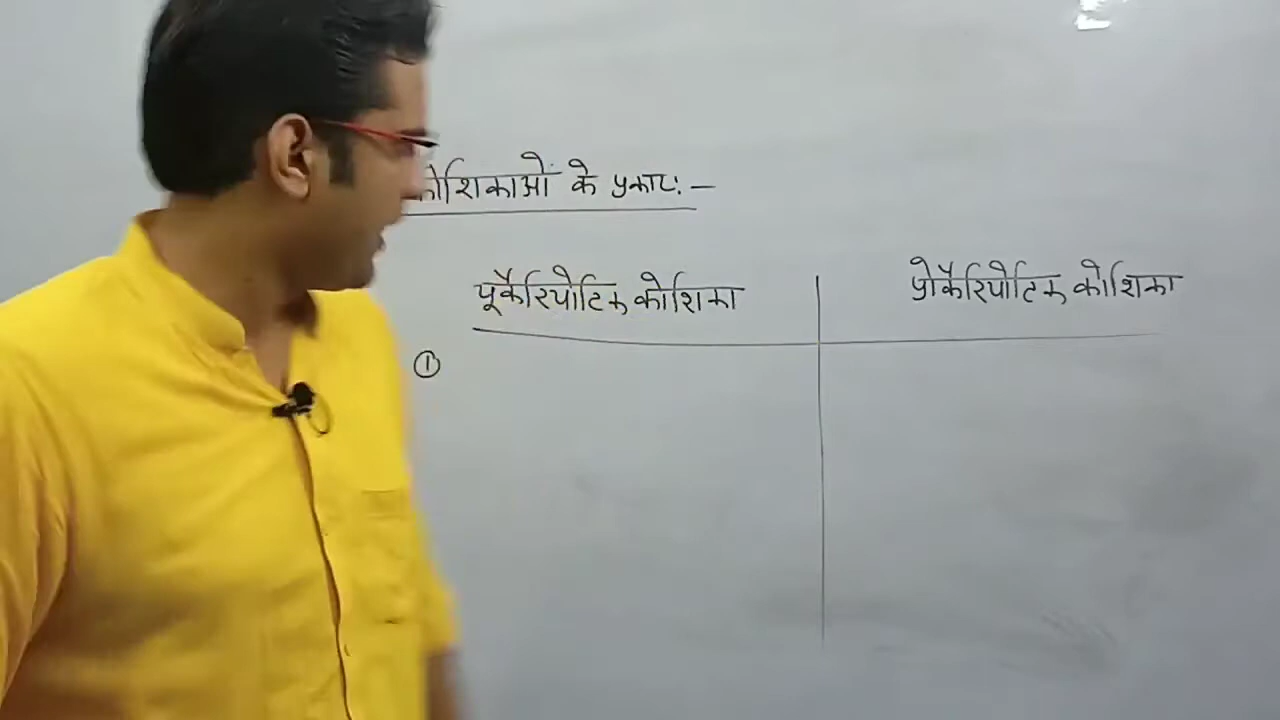 कोशिकाओं के प्रकार:-
यूकैरियोटिक कोशिका
प्रोकैरियोटिक कोशिका
①